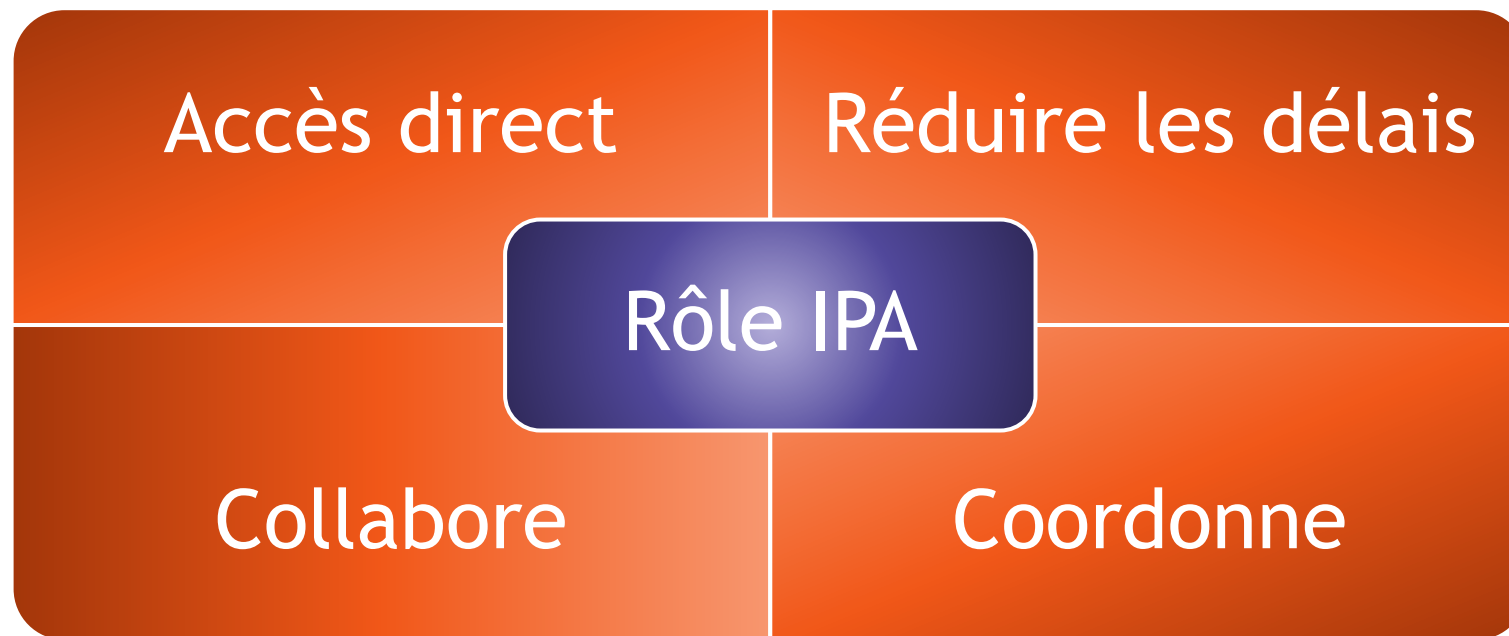 Accès direct
Réduire les délais
Rôle IPA
Collabore
Coordonne